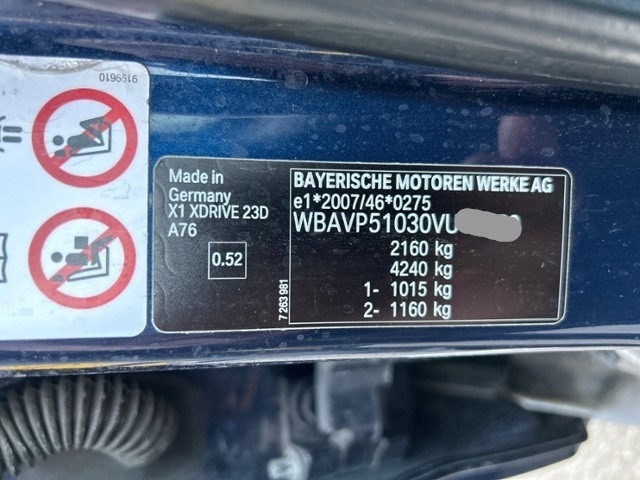 0196616
Made in
Germany
X1 XDRIVE 23D
A76
0.52
7 263 981
BAYERISCHE MOTOREN WERKE AG
e1*2007/46*0275
WBAVP51030VU
2160 kg
4240 kg
1- 1015 kg
2- 1160 kg